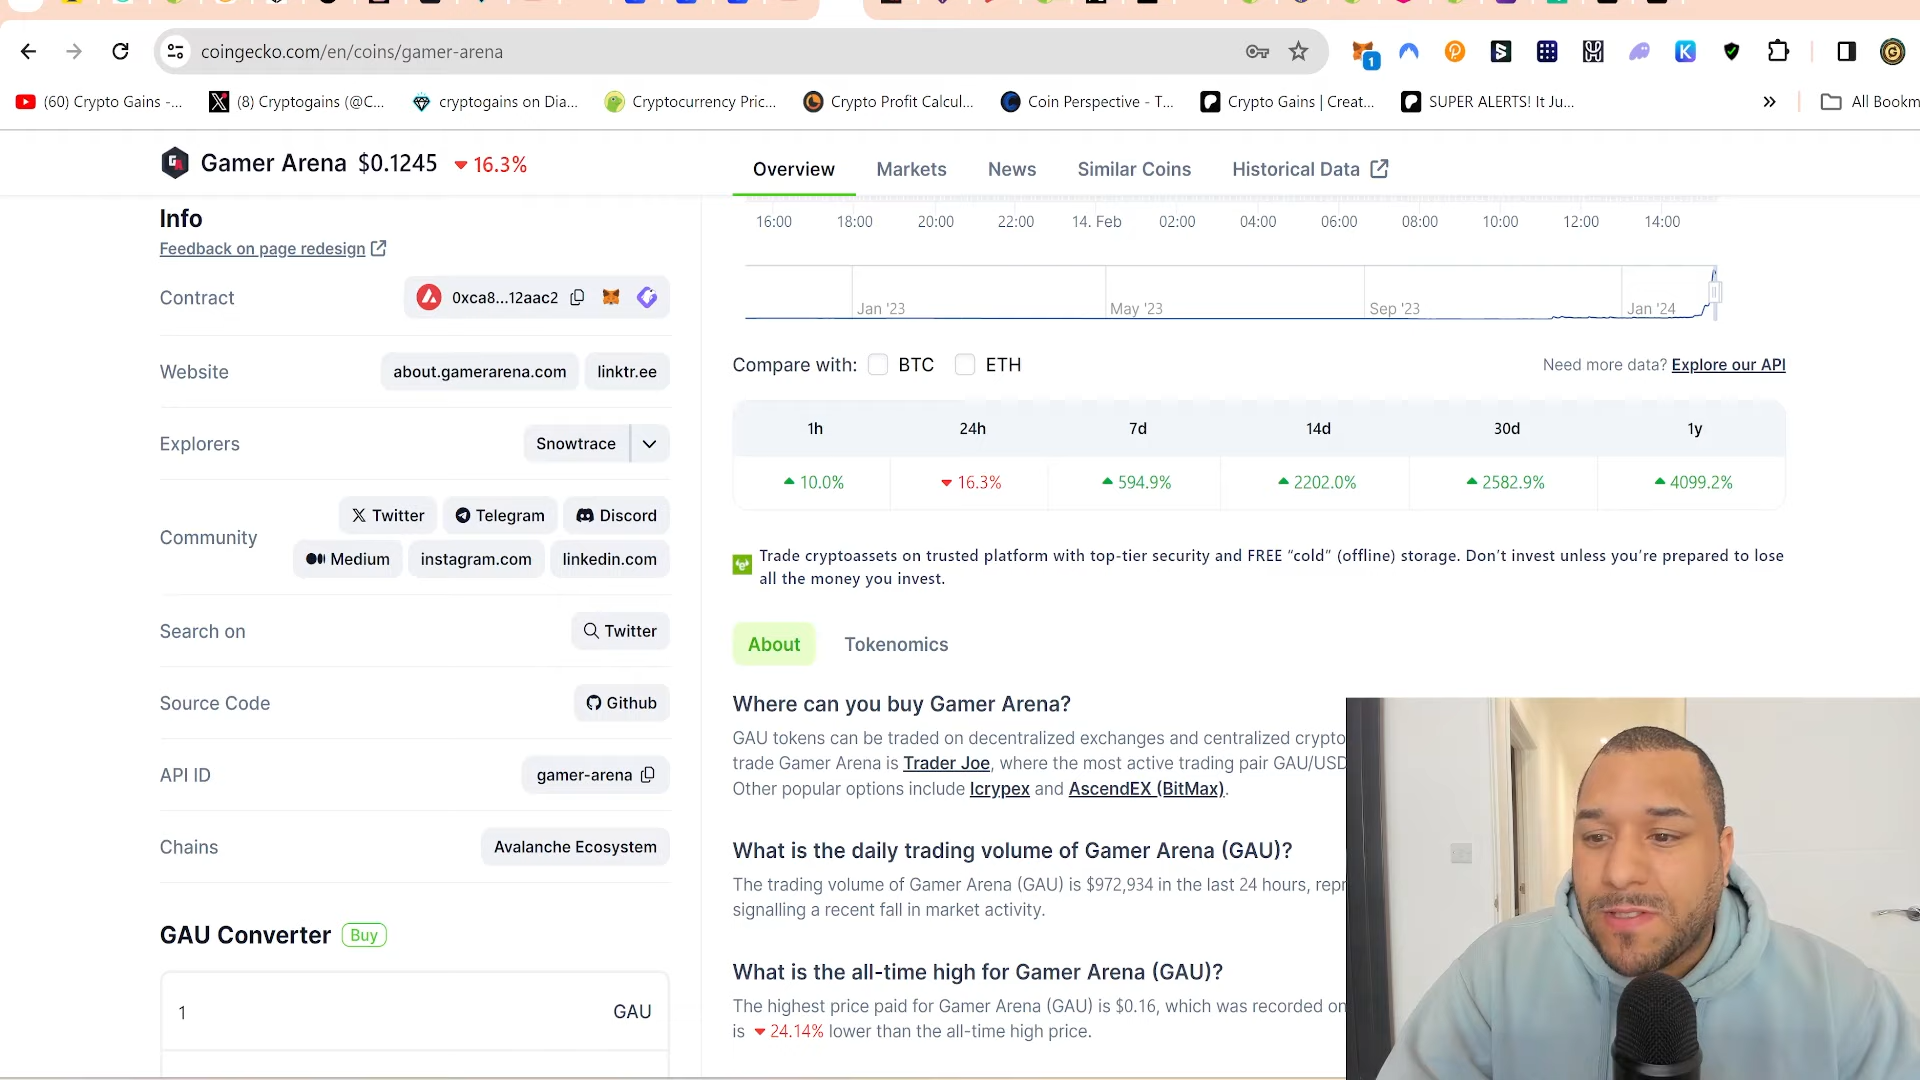 coingecko.com/en/coins/gamer-arena
1
(60) Crypto Gains -...
(8) Cryptogains (@C...
cryptogains on Dia...
Cryptocurrency Pric...
Crypto Profit Calcul...
Coin Perspective - T...
Crypto Gains | Creat...
SUPER ALERTS! It Ju...
All Bookm
Gamer Arena $0.1245 16.3%
Overview
Markets
News
Similar Coins
Historical Data
Info
Feedback on page redesign
Contract
0xca8...12aac2
Website
about.gamerarena.com
linktr.ee
Explorers
Snowtrace
Community
Twitter
Telegram
Discord
Medium
instagram.com
linkedin.com
Search on
Twitter
Source Code
Github
API ID
gamer-arena
Chains
Avalanche Ecosystem
GAU Converter
Buy
1
GAU
16:00 18:00 20:00 22:00 14. Feb 02:00 04:00 06:00 08:00 10:00 12:00 14:00
Jan '23 May '23 Sep '23 Jan '24
Compare with: BTC ETH
Need more data? Explore our API
1h 24h 7d 14d 30d 1y
10.0% 16.3% 594.9% 2202.0% 2582.9% 4099.2%
Trade cryptoassets on trusted platform with top-tier security and FREE “cold” (offline) storage. Don’t invest unless you’re prepared to lose
all the money you invest.
About
Tokenomics
Where can you buy Gamer Arena?
GAU tokens can be traded on decentralized exchanges and centralized crypto
trade Gamer Arena is Trader Joe, where the most active trading pair GAU/USD
Other popular options include Icrypex and AscendEX (BitMax).
What is the daily trading volume of Gamer Arena (GAU)?
The trading volume of Gamer Arena (GAU) is $972,934 in the last 24 hours, repr
signalling a recent fall in market activity.
What is the all-time high for Gamer Arena (GAU)?
The highest price paid for Gamer Arena (GAU) is $0.16, which was recorded on
is 24.14% lower than the all-time high price.